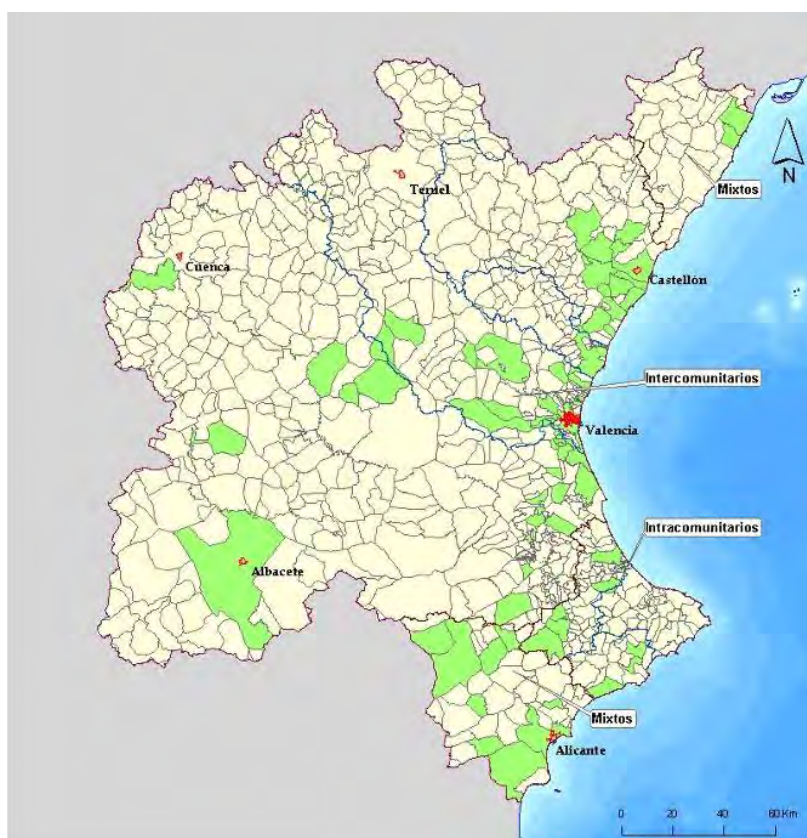 N
Mixtos
Teruel
Cuenca
Castellón
Intercomunitarios
Valencia
Intracomunitarios
Albacete
Mixtos
Alicante
0 20 40 60 Km